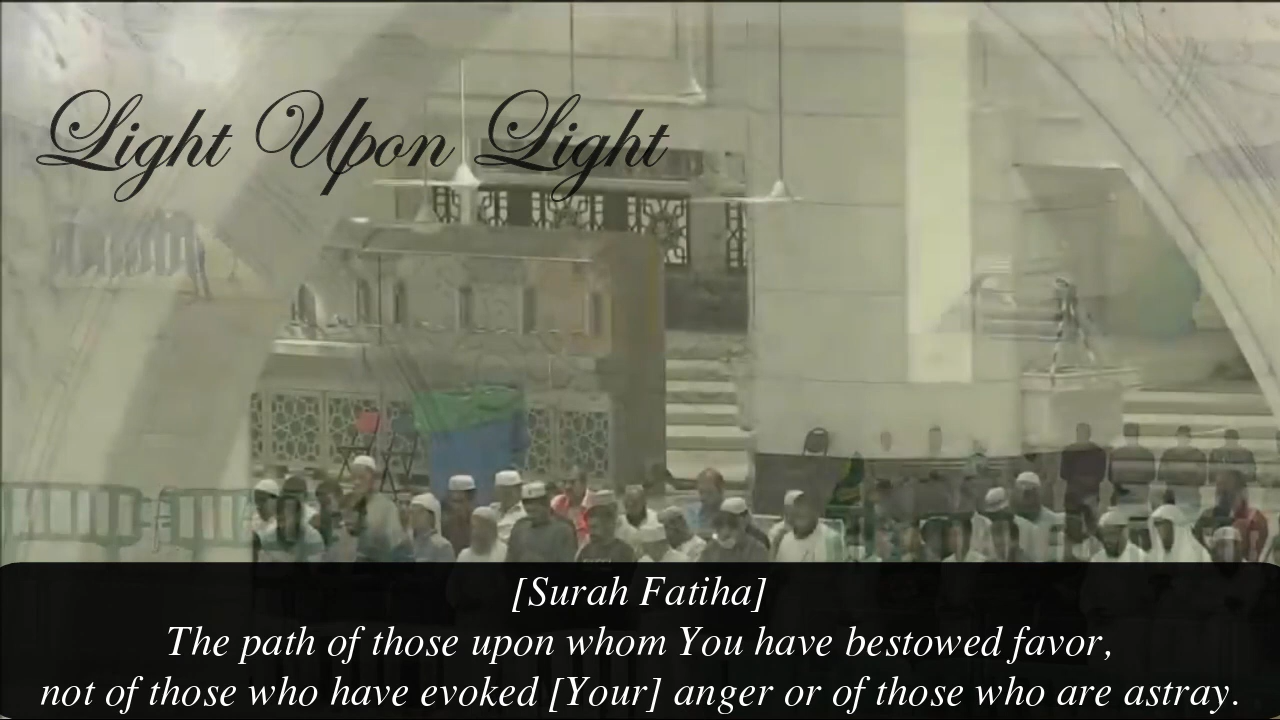 Light Upon Light
[Surah Fatiha]
The path of those upon whom You have bestowed favor,
not of those who have evoked [Your] anger or of those who are astray.